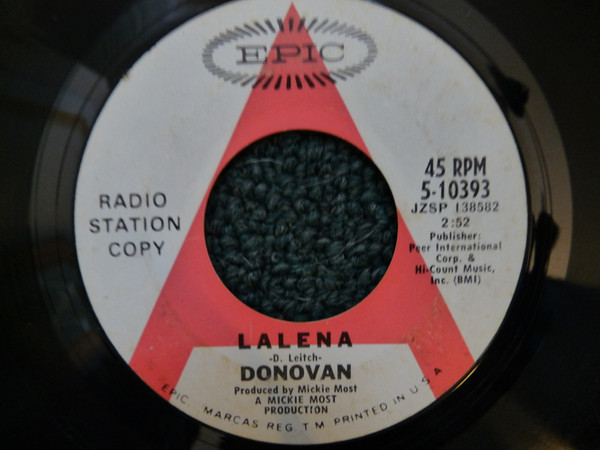 EPIC
RADIO
STATION
COPY
45 RPM
5-10393
JZSP 138582
2:52
Publisher:
Peer International
Corp. &
Hi-Count Music,
Inc. (BMI)
LALENA
-D. Leitch-
DONOVAN
Produced by Mickie Most
A MICKIE MOST
PRODUCTION
EPIC. MARCAS REG. T M PRINTED IN U S A